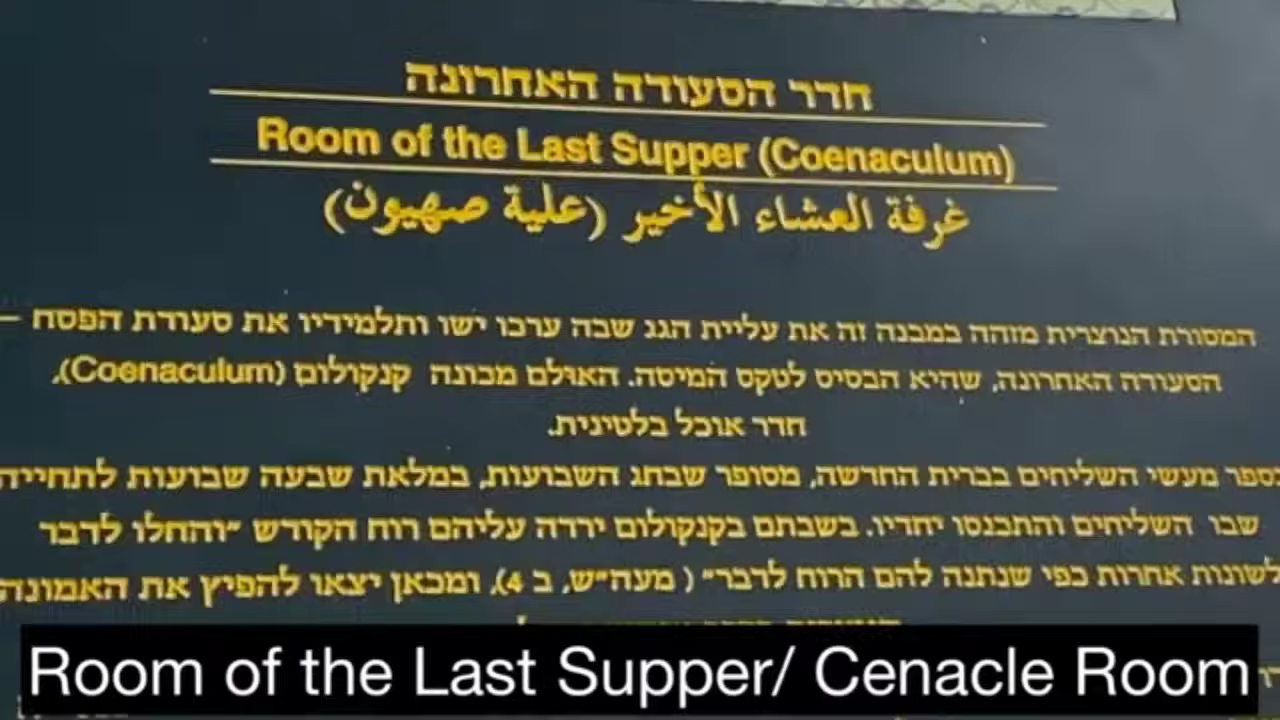 חדר הסעודה האחרונה
Room of the Last Supper (Coenaculum)
غرفة العشاء الأخير (علية صهيون)
המסורת הנוצרית מזהה במבנה זה את עליית הגג שבה ערכו ישו ותלמידיו את סעודת הפסח –
הסעודה האחרונה, שהיא הבסיס לטקס המיסה. האולם מכונה קנקולום (Coenaculum),
חדר אוכל בלטינית.
מעשי השליחים בברית החדשה, מסופר שבחג השבועות, במלאת שבעה שבועות לתחייה
שבו השליחים והתכנסו יחדיו. בשבתם בקנקולום ירדה עליהם רוח הקודש "והחלו לדבר
לשונות אחרות כפי שנתנה להם הרוח לדבר" ( מעה"ש, ב 4), ומכאן יצאו להפיץ את האמונה
Room of the Last Supper/ Cenacle Room